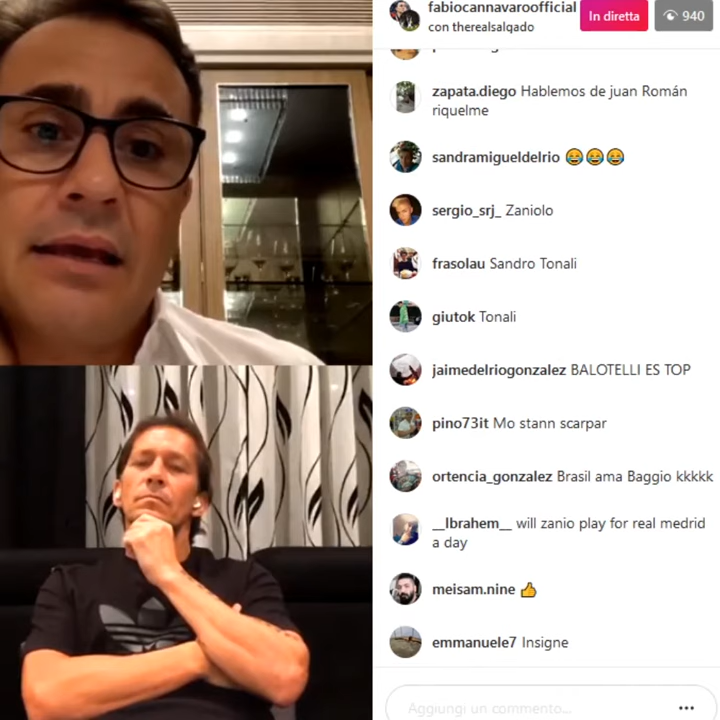 fabiocannavaroofficial
con therealsalgado
In diretta
940
zapata.diego Hablemos de juan Román
riquelme
sandramigueldelrio 😂😂😂
sergio_srj_ Zaniolo
frasolau Sandro Tonali
giutok Tonali
jaimedelriogonzalez BALOTELLI ES TOP
pino73it Mo stann scarpar
ortencia_gonzalez Brasil ama Baggio kkkkk
__Ibrahem__ will zanio play for real medrid
a day
meisam.nine 👍
emmanuele7 Insigne
Aggiungi un commento...